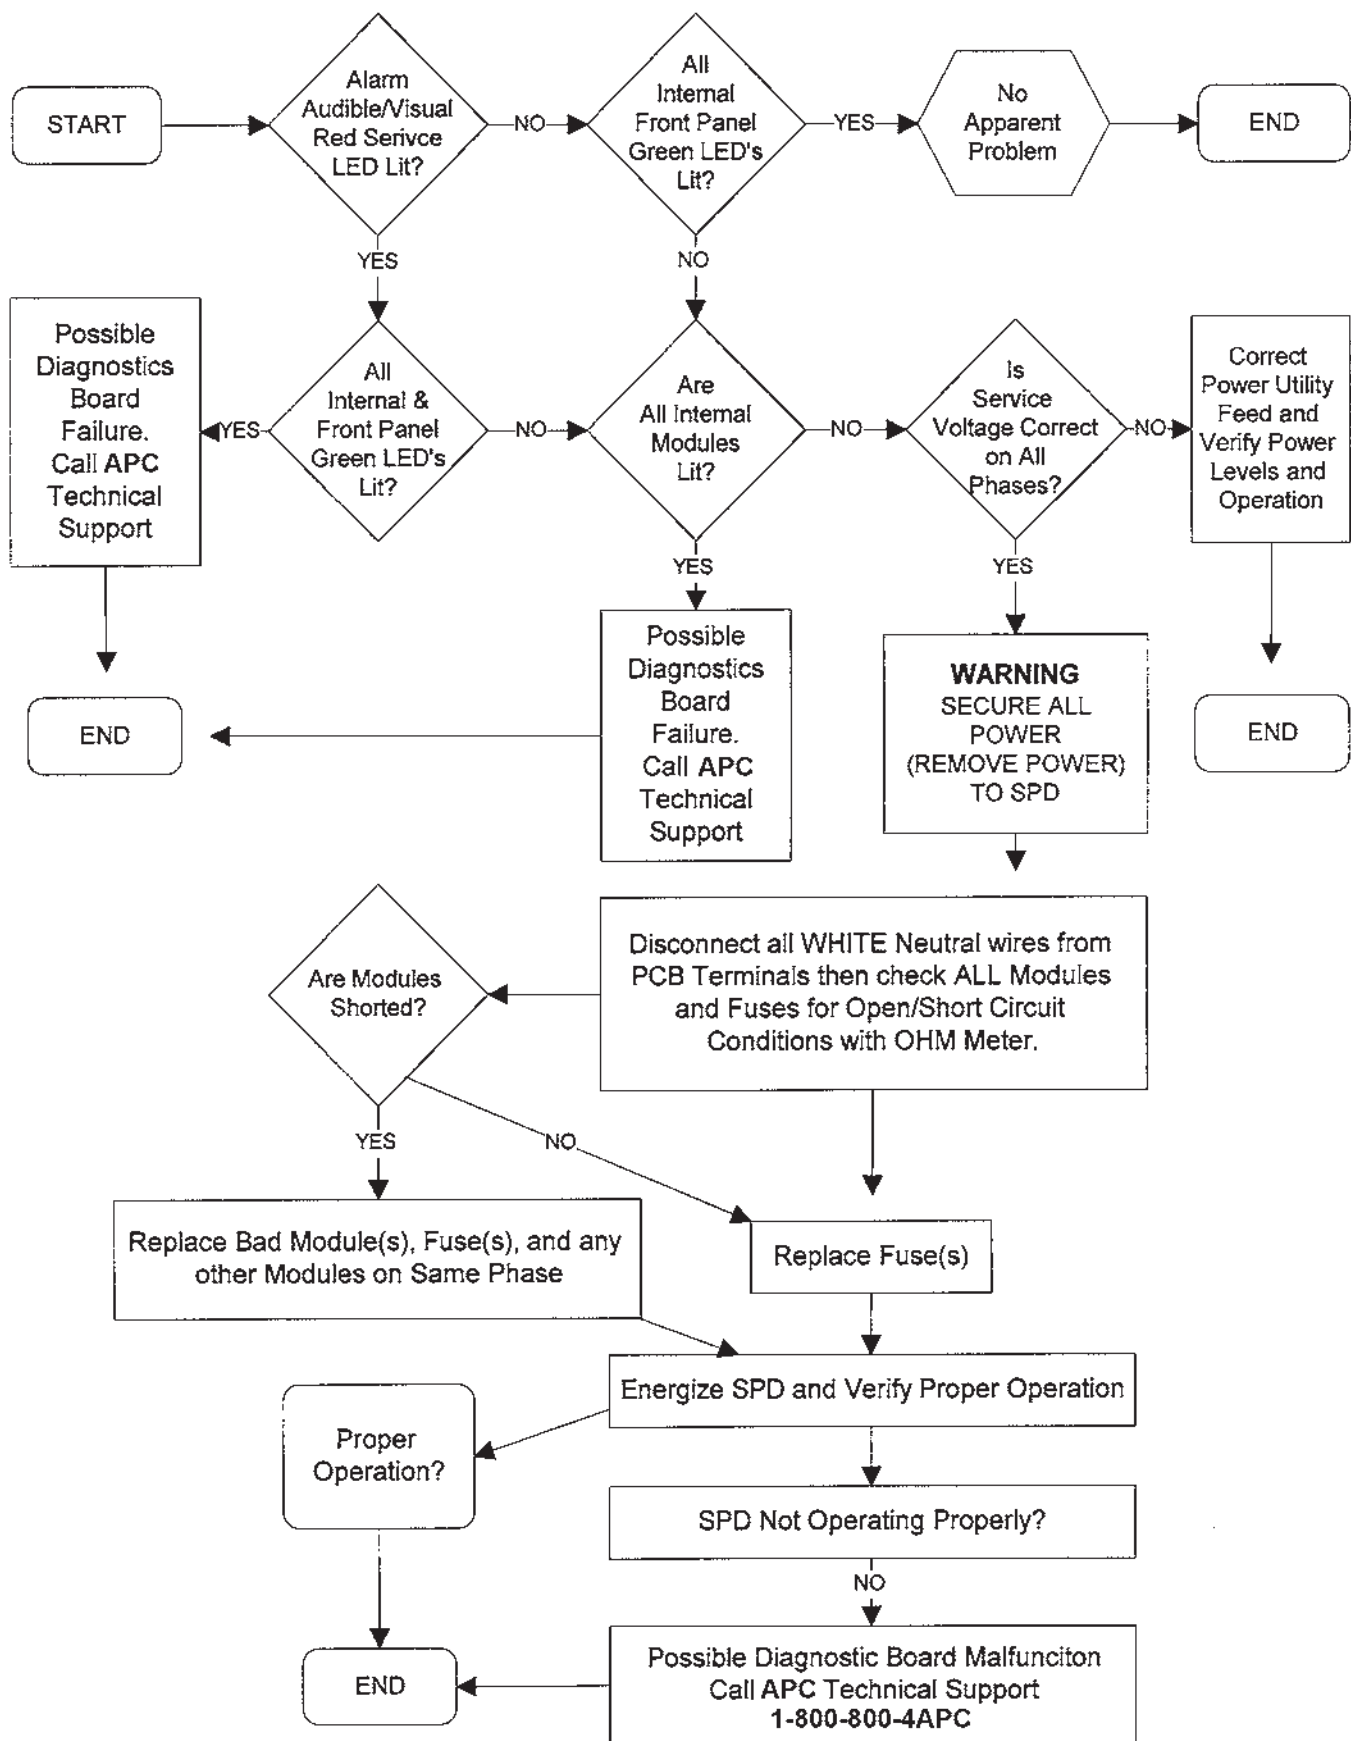 START
Alarm
Audible/Visual
Red Serivce
LED Lit?
NO
All
Internal
Front Panel
Green LED's
Lit?
YES
No
Apparent
Problem
END
YES
NO
Possible
Diagnostics
Board
Failure.
Call APC
Technical
Support
YES
All
Internal &
Front Panel
Green LED's
Lit?
NO
Are
All Internal
Modules
Lit?
NO
Is
Service
Voltage Correct
on All
Phases?
NO
Correct
Power Utility
Feed and
Verify Power
Levels and
Operation
YES
YES
END
Possible
Diagnostics
Board
Failure.
Call APC
Technical
Support
WARNING
SECURE ALL
POWER
(REMOVE POWER)
TO SPD
END
Are Modules
Shorted?
Disconnect all WHITE Neutral wires from
PCB Terminals then check ALL Modules
and Fuses for Open/Short Circuit
Conditions with OHM Meter.
YES
NO
Replace Bad Module(s), Fuse(s), and any
other Modules on Same Phase
Replace Fuse(s)
Energize SPD and Verify Proper Operation
Proper
Operation?
SPD Not Operating Properly?
NO
END
Possible Diagnostic Board Malfunciton
Call APC Technical Support
1-800-800-4APC